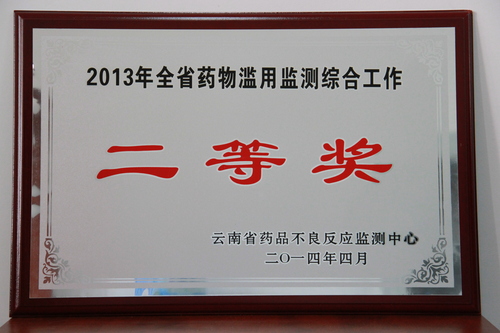 2013年全省药物滥用监测综合工作
二等奖
云南省药品不良反应监测中心
二〇一四年四月